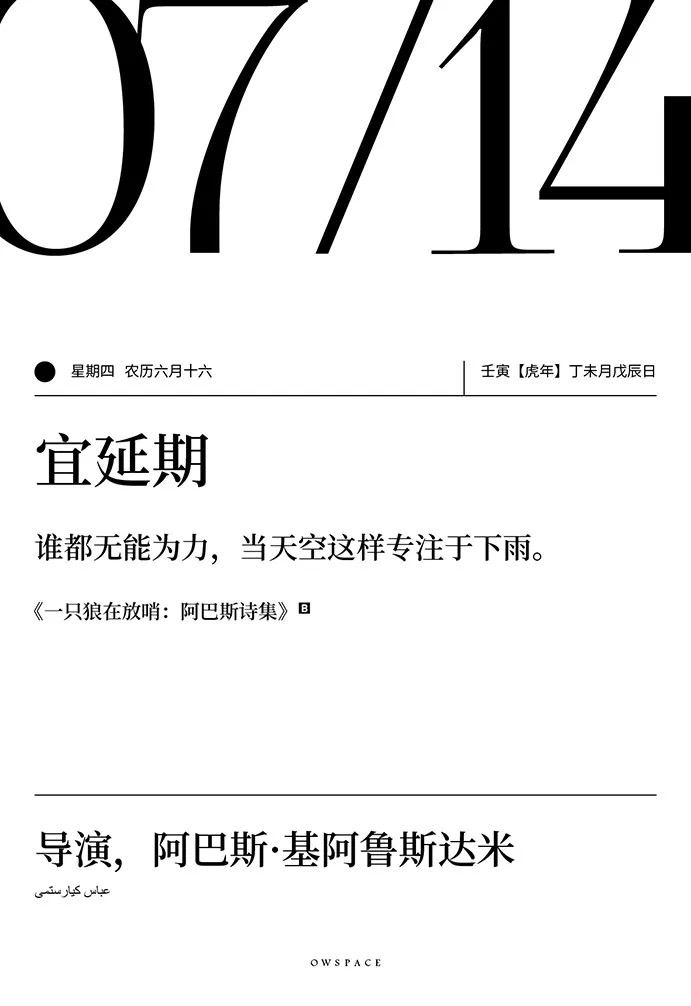 07/14
星期四 农历六月十六
壬寅【虎年】丁未月戊辰日
宜延期
谁都无能为力，当天空这样专注于下雨。
《一只狼在放哨：阿巴斯诗集》B
导演，阿巴斯·基阿鲁斯达米
عباس کیارستمی
OWSPACE